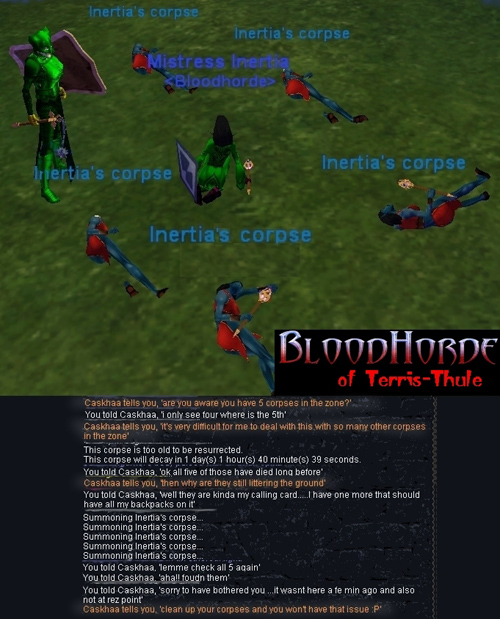 Inertia's corpse
Inertia's corpse
Mistress Inertia
<Bloodhorde>
Inertia's corpse
Inertia's corpse
Inertia's corpse
BLOODHORDE
of Terris-Thule
Caskhaa tells you, 'are you aware you have 5 corpses in the zone?'
You told Caskhaa, 'i only see four where is the 5th'
Caskhaa tells you, 'it's very difficult for me to deal with this with so many other corpses
in the zone'
This corpse is too old to be resurrected.
This corpse will decay in 1 day(s) 1 hour(s) 40 minute(s) 39 seconds.
You told Caskhaa, 'ok all five of those have died long before'
Caskhaa tells you, 'then why are they still littering the ground'
You told Caskhaa, 'well they are kinda my calling card.....I have one more that should
have all my backpacks on it'
Summoning Inertia's corpse...
Summoning Inertia's corpse...
Summoning Inertia's corpse...
Summoning Inertia's corpse...
Summoning Inertia's corpse...
You told Caskhaa, 'lemme check all 5 again'
You told Caskhaa, 'aha!! foudn them'
You told Caskhaa, 'sorry to have bothered you ...it wasnt here a fe min ago and also
not at rez point'
Caskhaa tells you, 'clean up your corpses and you won't have that issue :P'